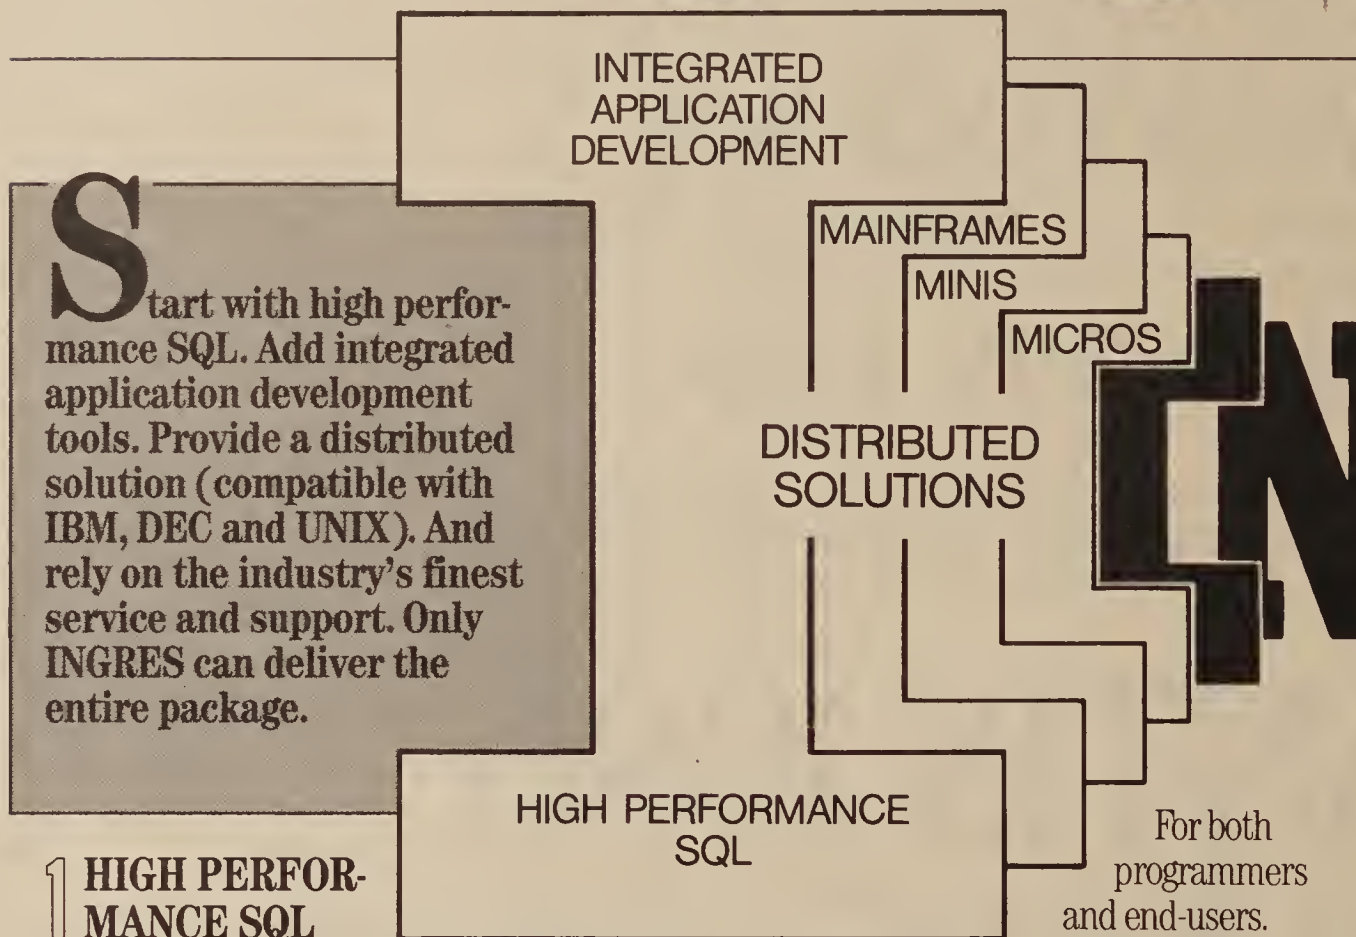 INTEGRATED
APPLICATION
DEVELOPMENT
Start with high perfor-
mance SQL. Add integrated
application development
tools. Provide a distributed
solution (compatible with
IBM, DEC and UNIX). And
rely on the industry's finest
service and support. Only
INGRES can deliver the
entire package.
MAINFRAMES
MINIS
MICROS
DISTRIBUTED
SOLUTIONS
IN
HIGH PERFORMANCE
SQL
1 HIGH PERFOR-
MANCE SQL
For both
programmers
and end-users.